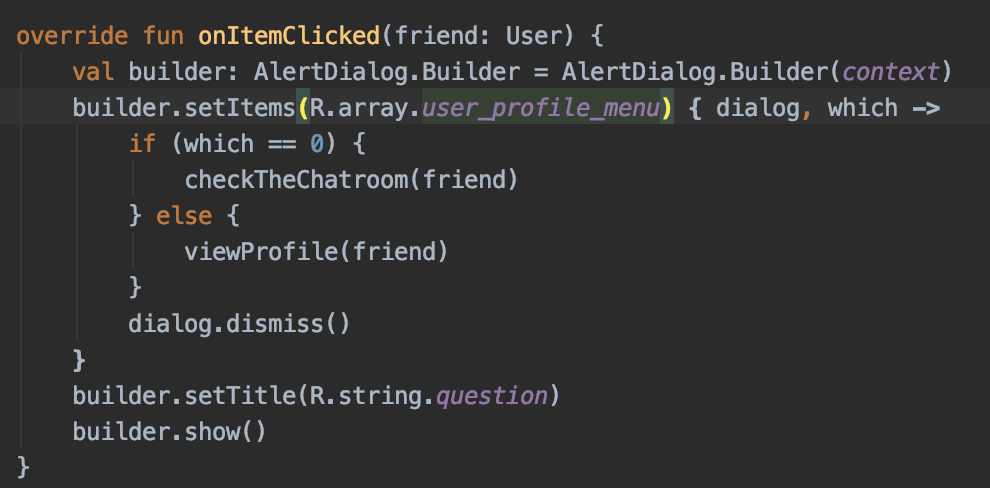 override fun onItemClicked(friend: User) {
    val builder: AlertDialog.Builder = AlertDialog.Builder(context)
    builder.setItems(R.array.user_profile_menu) { dialog, which ->
        if (which == 0) {
            checkTheChatroom(friend)
        } else {
            viewProfile(friend)
        }
        dialog.dismiss()
    }
    builder.setTitle(R.string.question)
    builder.show()
}